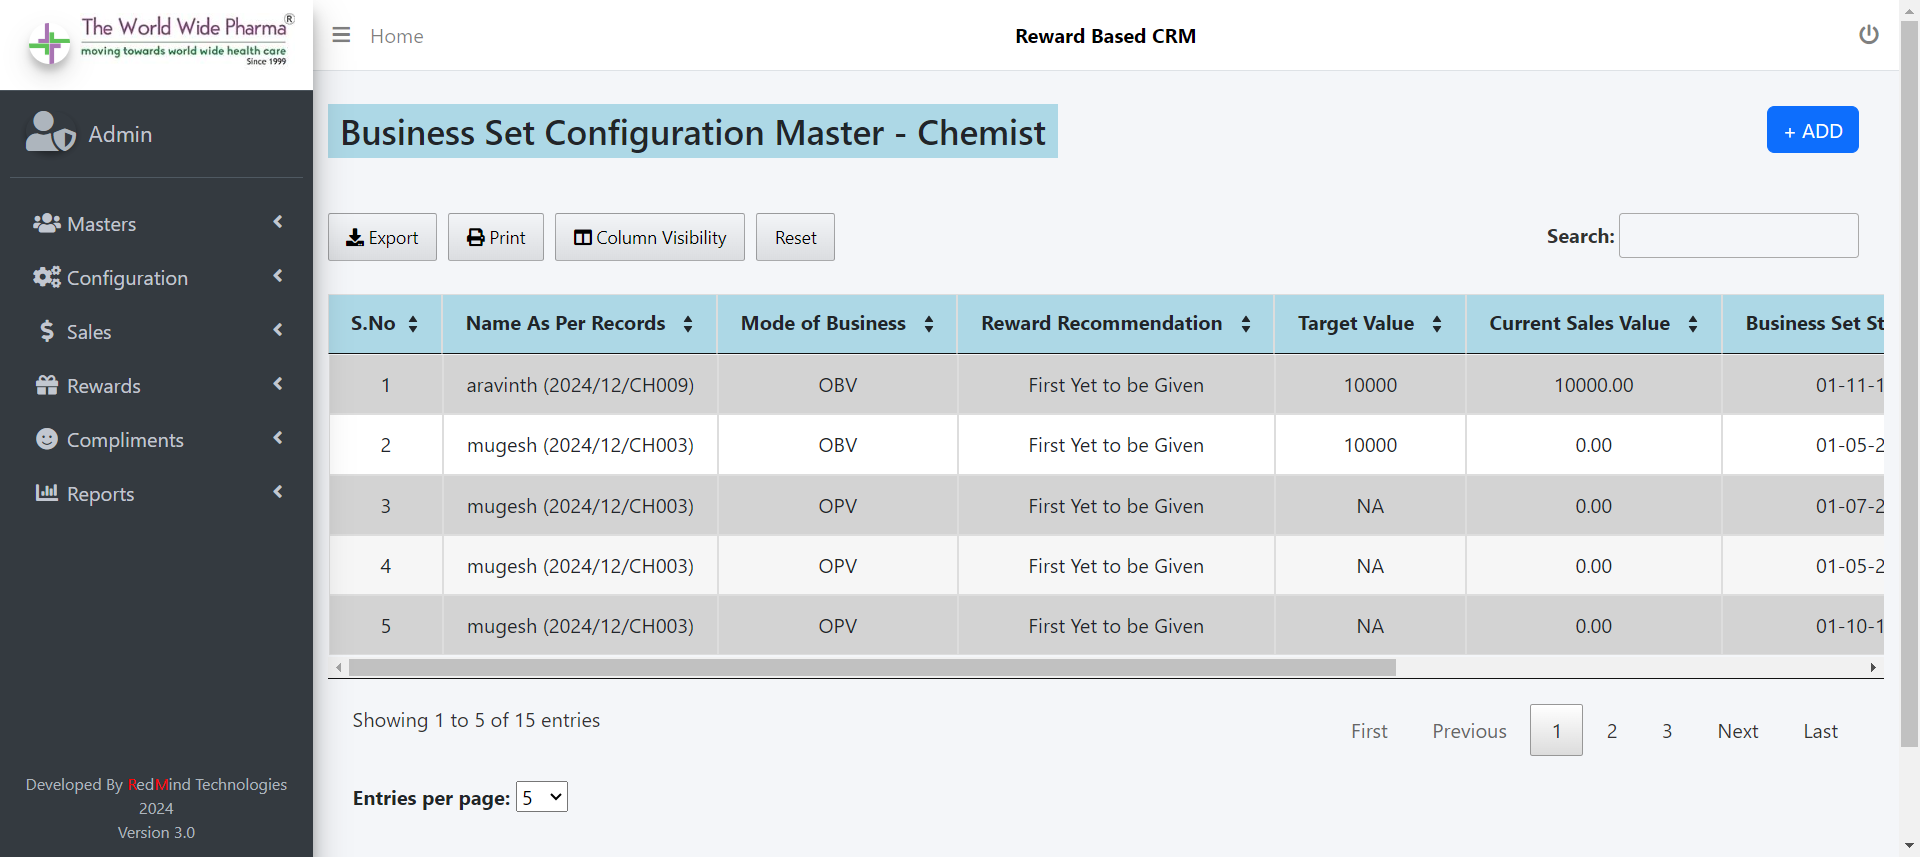 The World Wide Pharma®
moving towards world wide health care
Since 1999
Home
Reward Based CRM
Admin
Business Set Configuration Master - Chemist
+ ADD
Masters
Configuration
Sales
Rewards
Compliments
Reports
Export
Print
Column Visibility
Reset
Search:
S.No Name As Per Records Mode of Business Reward Recommendation Target Value Current Sales Value Business Set St
1 aravinth (2024/12/CH009) OBV First Yet to be Given 10000 10000.00 01-11-1
2 mugesh (2024/12/CH003) OBV First Yet to be Given 10000 0.00 01-05-2
3 mugesh (2024/12/CH003) OPV First Yet to be Given NA 0.00 01-07-2
4 mugesh (2024/12/CH003) OPV First Yet to be Given NA 0.00 01-05-2
5 mugesh (2024/12/CH003) OPV First Yet to be Given NA 0.00 01-10-1
Showing 1 to 5 of 15 entries
First Previous 1 2 3 Next Last
Entries per page: 5
Developed By RedMind Technologies
2024
Version 3.0